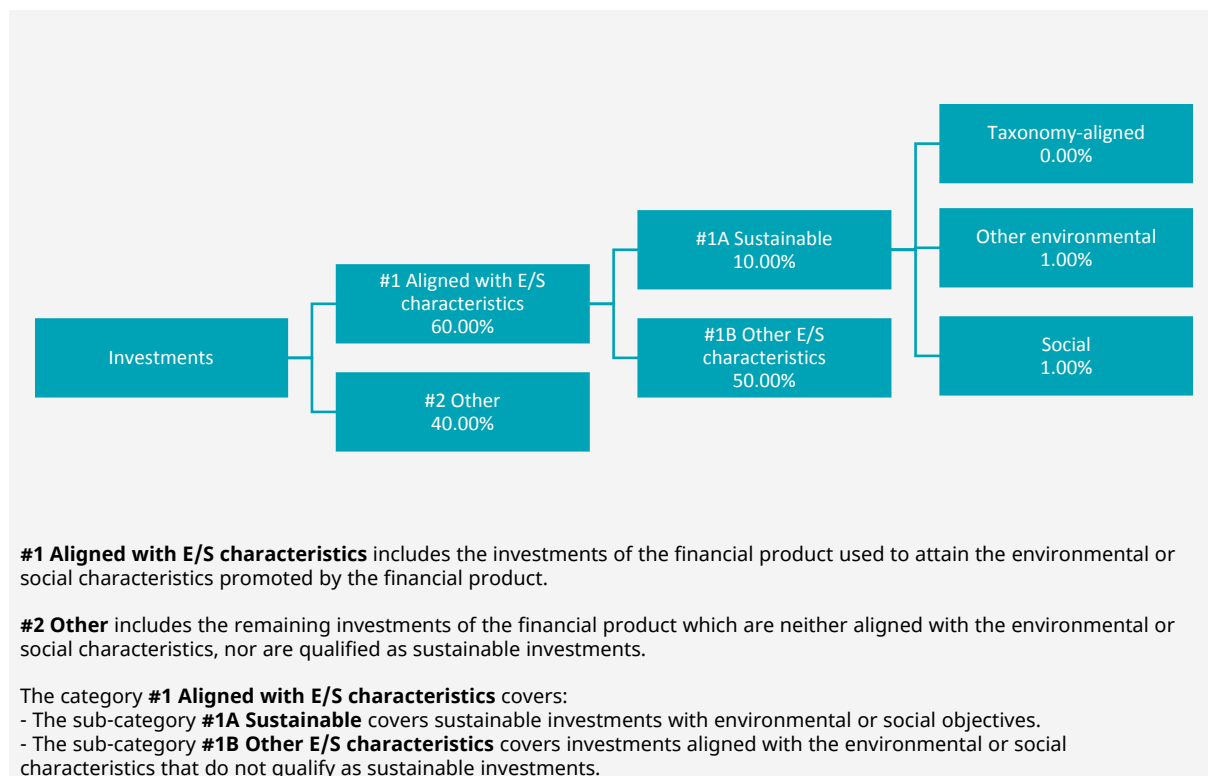 Investments
#1 Aligned with E/S
characteristics
60.00%
#2 Other
40.00%
#1A Sustainable
10.00%
#1B Other E/S
characteristics
50.00%
Taxonomy-aligned
0.00%
Other environmental
1.00%
Social
1.00%
#1 Aligned with E/S characteristics includes the investments of the financial product used to attain the environmental or
social characteristics promoted by the financial product.
#2 Other includes the remaining investments of the financial product which are neither aligned with the environmental or
social characteristics, nor are qualified as sustainable investments.
The category #1 Aligned with E/S characteristics covers:
- The sub-category #1A Sustainable covers sustainable investments with environmental or social objectives.
- The sub-category #1B Other E/S characteristics covers investments aligned with the environmental or social
characteristics that do not qualify as sustainable investments.